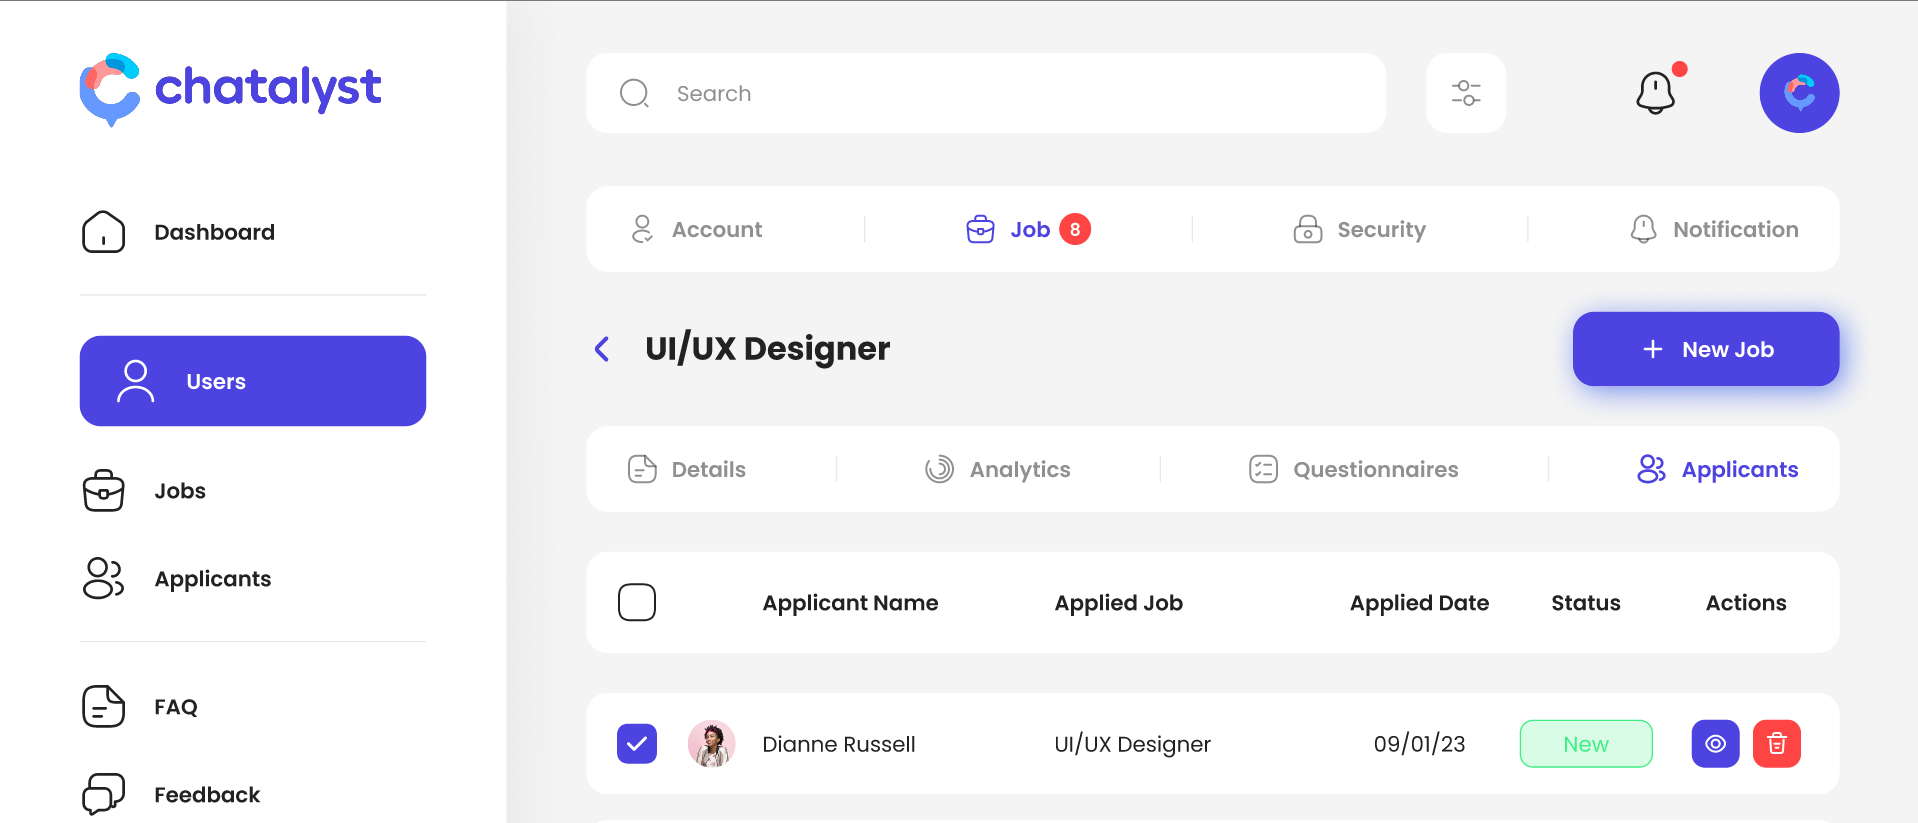 chatalyst
Dashboard
Users
Jobs
Applicants
FAQ
Feedback
Search
Account Job 8 Security Notification
UI/UX Designer
+ New Job
Details Analytics Questionnaires Applicants
Applicant Name Applied Job Applied Date Status Actions
Dianne Russell UI/UX Designer 09/01/23 New